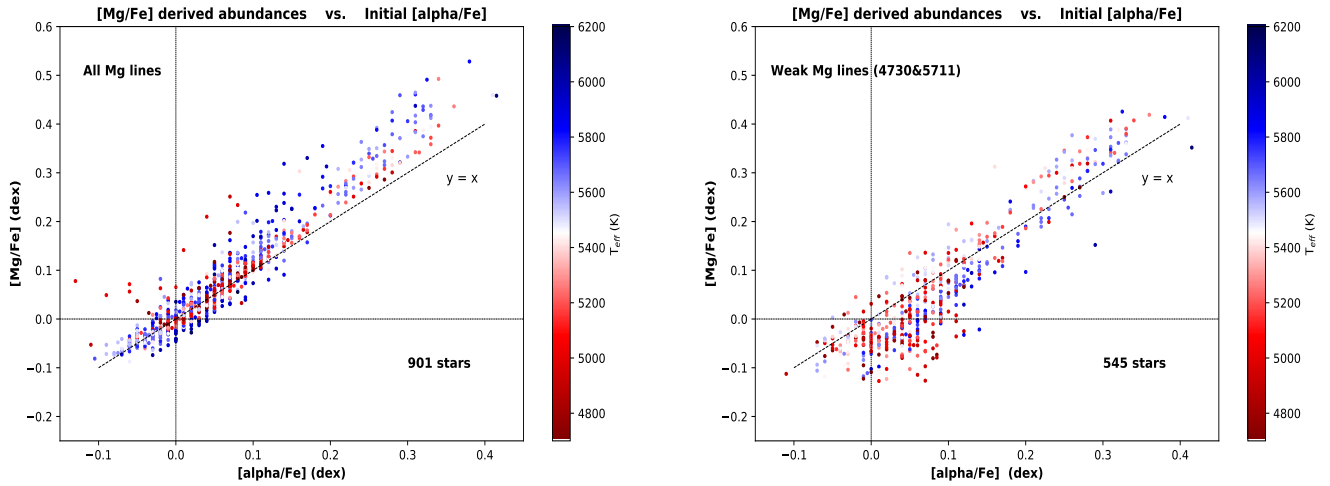 [Mg/Fe] derived abundances vs. Initial [alpha/Fe]
All Mg lines
y = x
901 stars
0.6
0.5
0.4
0.3
0.2
0.1
0.0
−0.1
−0.2
[Mg/Fe] (dex)
−0.1 0.0 0.1 0.2 0.3 0.4
[alpha/Fe] (dex)
6200
6000
5800
5600
5400
5200
5000
4800
T_eff (K)
[Mg/Fe] derived abundances vs. Initial [alpha/Fe]
Weak Mg lines (4730&5711)
y = x
545 stars
0.6
0.5
0.4
0.3
0.2
0.1
0.0
−0.1
−0.2
[Mg/Fe] (dex)
−0.1 0.0 0.1 0.2 0.3 0.4
[alpha/Fe] (dex)
6200
6000
5800
5600
5400
5200
5000
4800
T_eff (K)